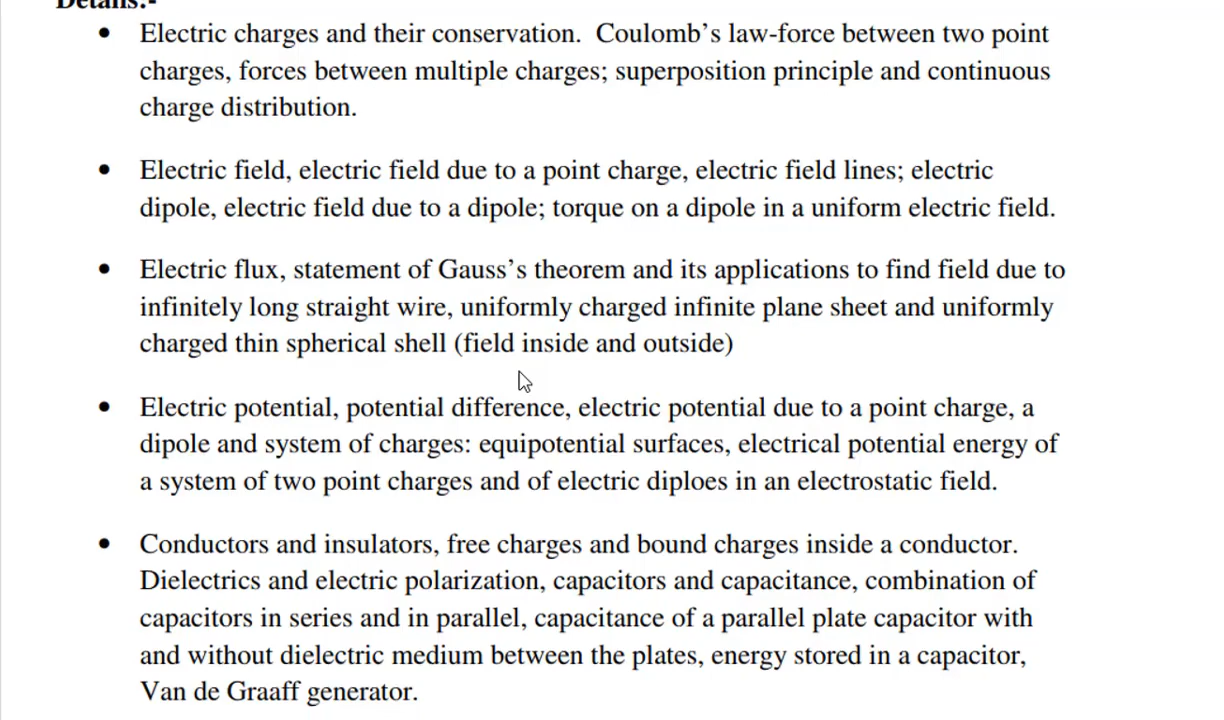 Details:-
• Electric charges and their conservation.  Coulomb's law-force between two point
charges, forces between multiple charges; superposition principle and continuous
charge distribution.
• Electric field, electric field due to a point charge, electric field lines; electric
dipole, electric field due to a dipole; torque on a dipole in a uniform electric field.
• Electric flux, statement of Gauss's theorem and its applications to find field due to
infinitely long straight wire, uniformly charged infinite plane sheet and uniformly
charged thin spherical shell (field inside and outside)
• Electric potential, potential difference, electric potential due to a point charge, a
dipole and system of charges: equipotential surfaces, electrical potential energy of
a system of two point charges and of electric diploes in an electrostatic field.
• Conductors and insulators, free charges and bound charges inside a conductor.
Dielectrics and electric polarization, capacitors and capacitance, combination of
capacitors in series and in parallel, capacitance of a parallel plate capacitor with
and without dielectric medium between the plates, energy stored in a capacitor,
Van de Graaff generator.